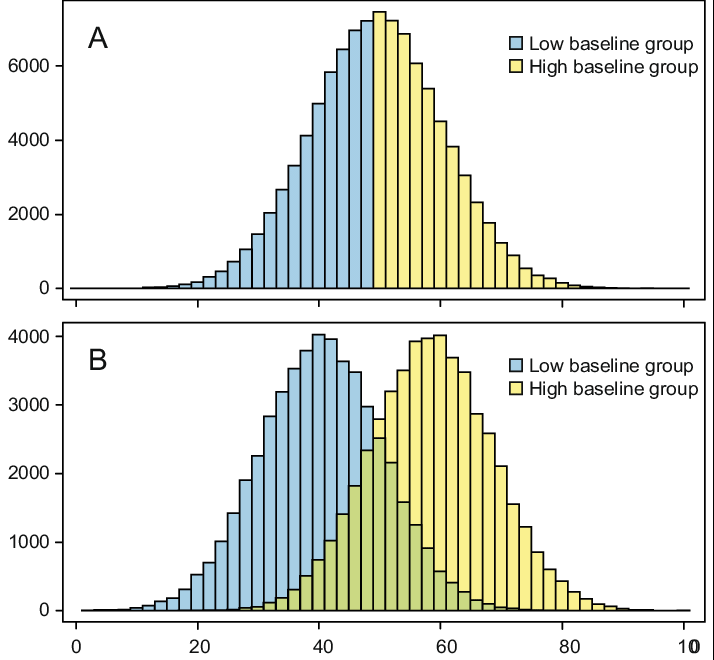 A
Low baseline group
High baseline group
6000
4000
2000
0
B
Low baseline group
High baseline group
4000
3000
2000
1000
0
0 20 40 60 80 100